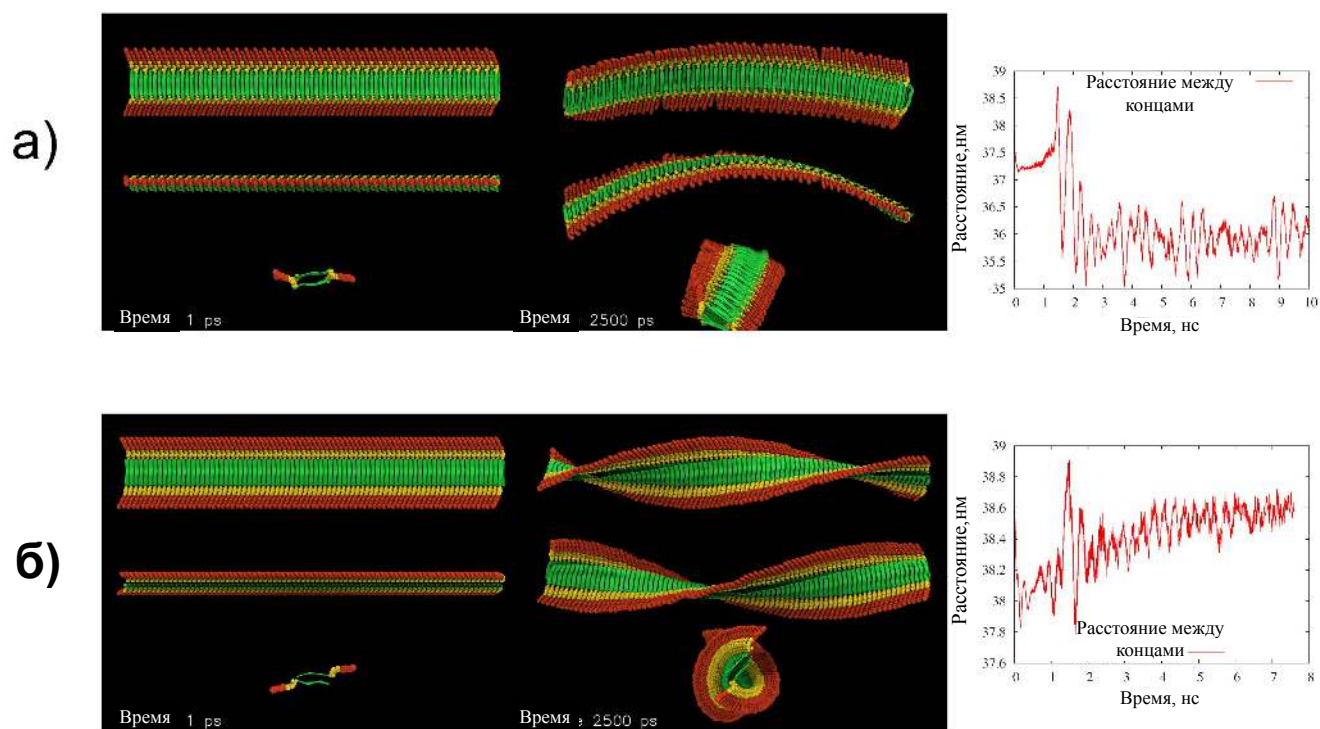 а)
Время 1 ps
Время 2500 ps
Расстояние,нм
39
38.5
38
37.5
37
36.5
36
35.5
35
Расстояние между
концами
0 1 2 3 4 5 6 7 8 9 10
Время, нс
б)
Время 1 ps
Время e 2500 ps
Расстояние,нм
39
38.8
38.6
38.4
38.2
38
37.8
37.6
Расстояние между
концами
0 1 2 3 4 5 6 7 8
Время, нс